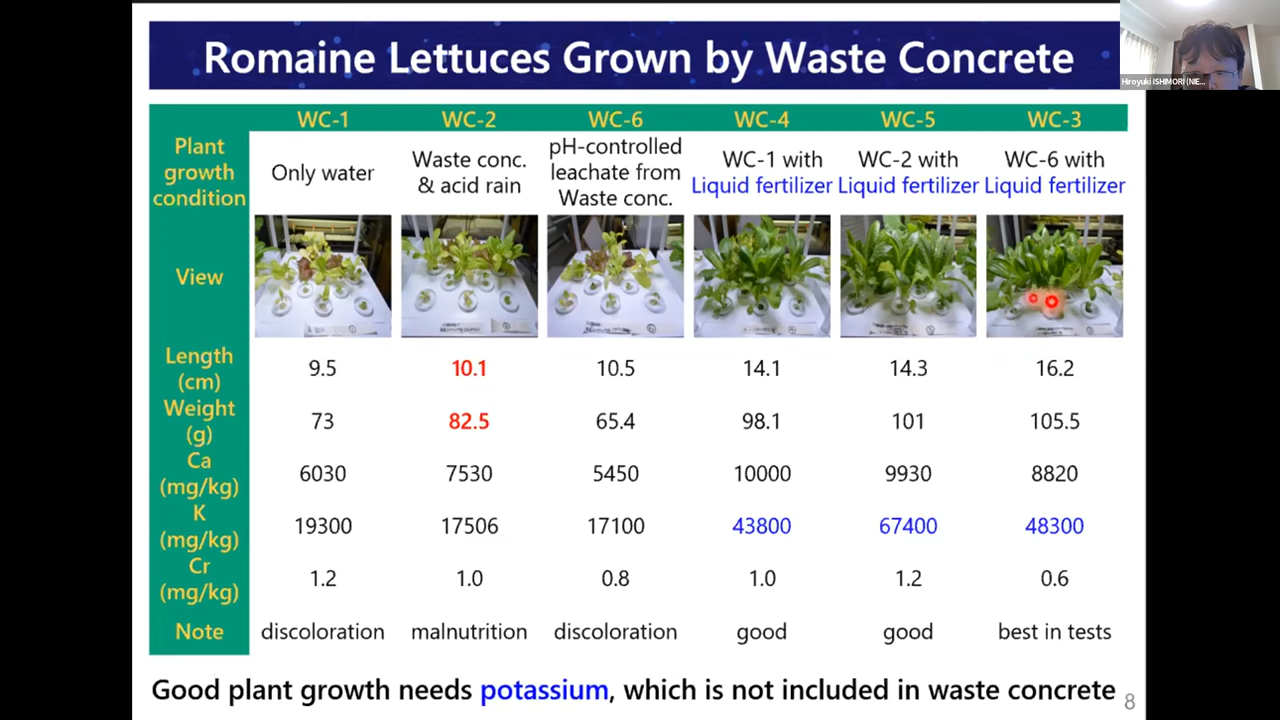 Romaine Lettuces Grown by Waste Concrete
Hiroyuki ISHIMORI (NIE...
WC-1 WC-2 WC-6 WC-4 WC-5 WC-3
Plant
growth
condition
Only water
Waste conc.
& acid rain
pH-controlled
leachate from
Waste conc.
WC-1 with
Liquid fertilizer
WC-2 with
Liquid fertilizer
WC-6 with
Liquid fertilizer
View
Length
(cm)
9.5 10.1 10.5 14.1 14.3 16.2
Weight
(g)
73 82.5 65.4 98.1 101 105.5
Ca
(mg/kg)
6030 7530 5450 10000 9930 8820
K
(mg/kg)
19300 17506 17100 43800 67400 48300
Cr
(mg/kg)
1.2 1.0 0.8 1.0 1.2 0.6
Note discoloration malnutrition discoloration good good best in tests
Good plant growth needs potassium, which is not included in waste concrete
8